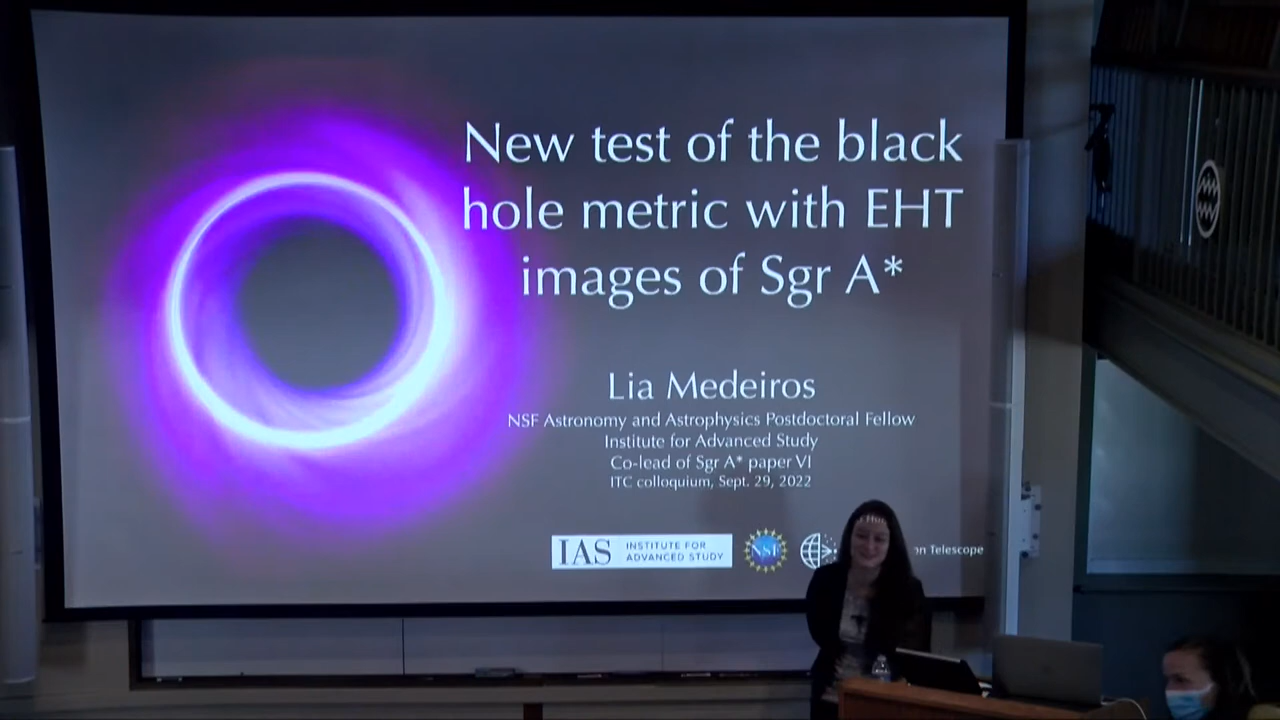 New test of the black
hole metric with EHT
images of Sgr A*
Lia Medeiros
NSF Astronomy and Astrophysics Postdoctoral Fellow
Institute for Advanced Study
Co-lead of Sgr A* paper VI
ITC colloquium, Sept. 29, 2022
IAS
INSTITUTE FOR
ADVANCED STUDY
NSF
on Telescope